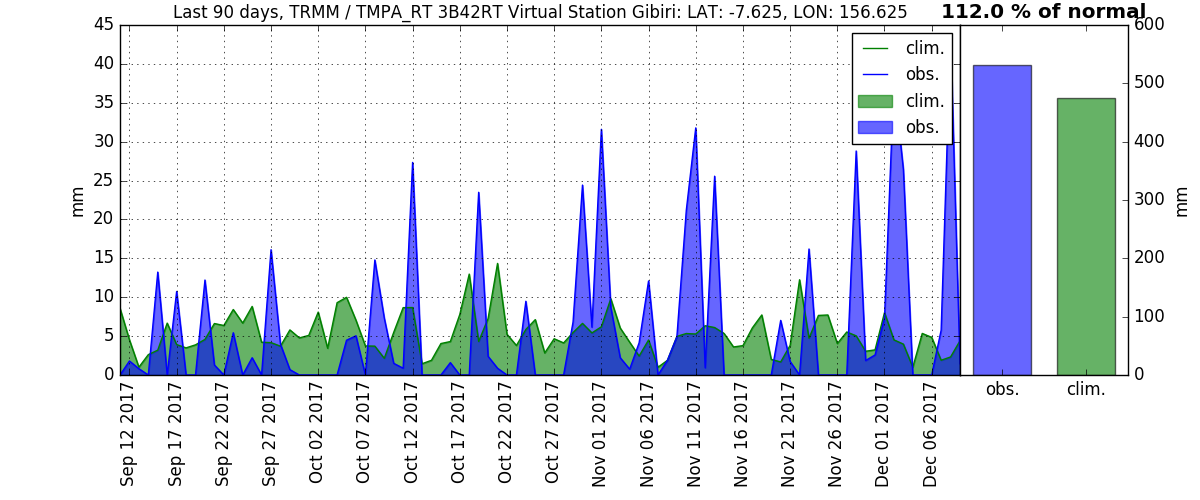 Last 90 days, TRMM / TMPA_RT 3B42RT Virtual Station Gibiri: LAT: -7.625, LON: 156.625
112.0 % of normal
45
40
35
30
25
20
15
10
5
0
mm
clim.
obs.
clim.
obs.
600
500
400
300
200
100
0
mm
Sep 12 2017
Sep 17 2017
Sep 22 2017
Sep 27 2017
Oct 02 2017
Oct 07 2017
Oct 12 2017
Oct 17 2017
Oct 22 2017
Oct 27 2017
Nov 01 2017
Nov 06 2017
Nov 11 2017
Nov 16 2017
Nov 21 2017
Nov 26 2017
Dec 01 2017
Dec 06 2017
obs.
clim.